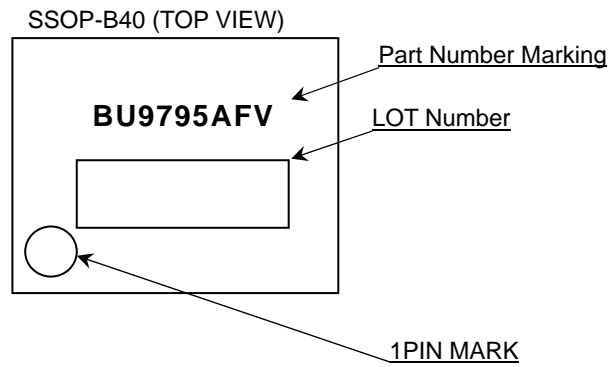 SSOP-B40 (TOP VIEW)
Part Number Marking
BU9795AFV
LOT Number
1PIN MARK